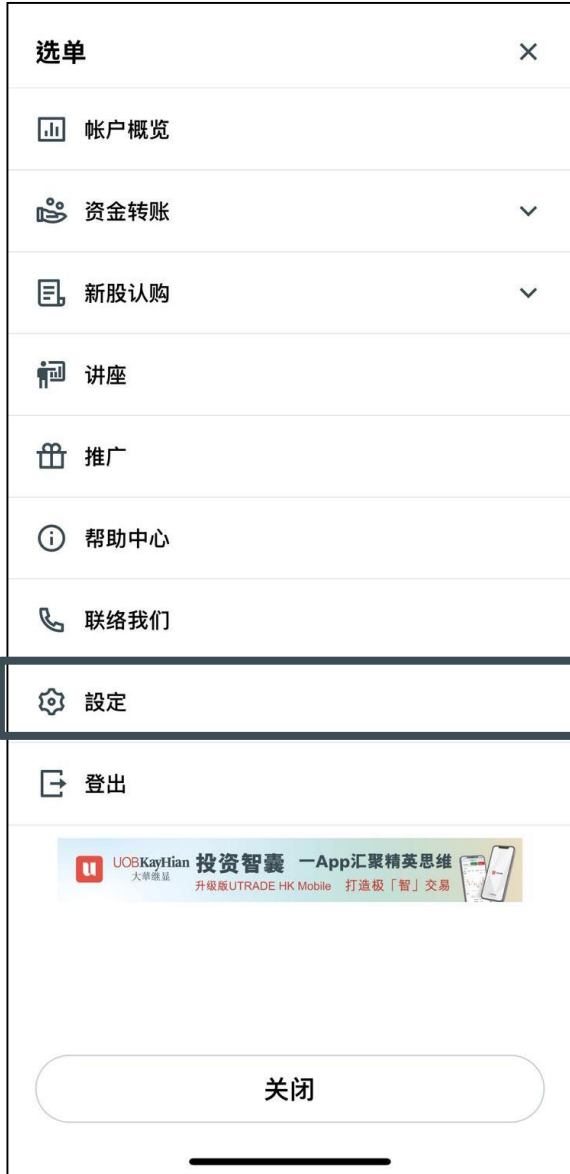 选单
帐户概览
资金转账
新股认购
讲座
推广
帮助中心
联络我们
設定
登出
UOBKayHian 投资智囊 一App汇聚精英思维
大華继显
升级版UTRADE HK Mobile 打造极「智」交易
关闭